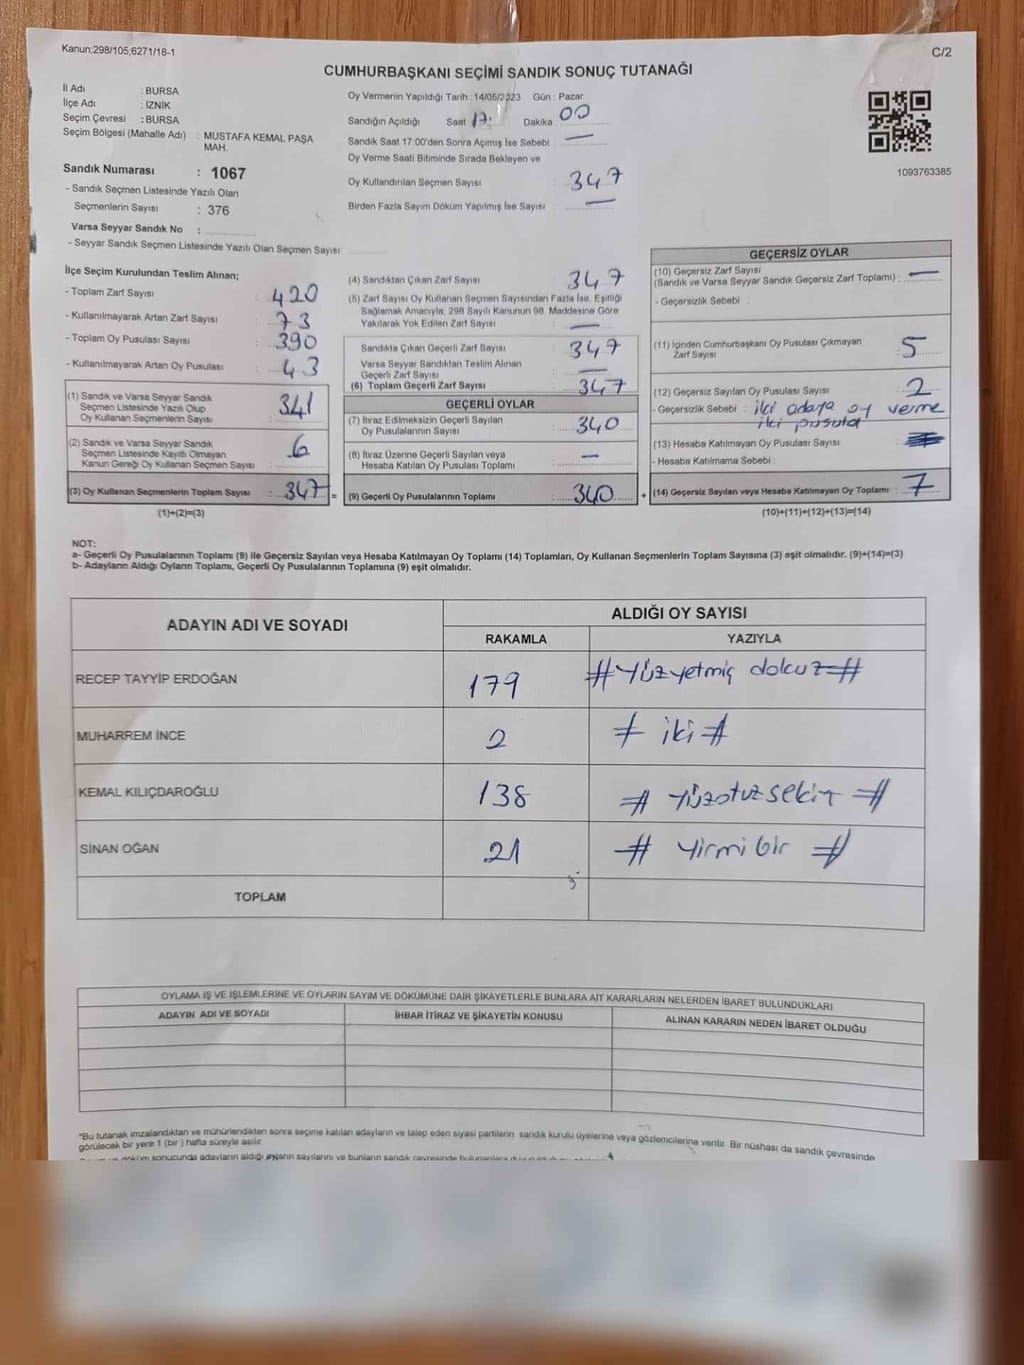 Kanun:298/105;6271/16-1
C/2
CUMHURBAŞKANI SEÇİMİ SANDIK SONUÇ TUTANAĞI
İl Adı : BURSA
İlçe Adı : İZNİK
Seçim Çevresi : BURSA
Seçim Bölgesi (Mahalle Adı) : MUSTAFA KEMAL PAŞA
MAH.
Sandık Numarası : 1067
- Sandık Seçmen Listesinde Yazılı Olan
Seçmenlerin Sayısı : 376
Varsa Seyyar Sandık No :
- Seyyar Sandık Seçmen Listesinde Yazılı Olan Seçmen Sayısı
Oy Vermenin Yapıldığı Tarih : 14/05/2023 Gün : Pazar
Sandığın Açıldığı Saat 17: Dakika : 00
Sandık Saat 17:00'den Sonra Açımış İse Sebebi : —
Oy Verme Saati Bitiminde Sırada Bekleyen ve
Oy Kullandırılan Seçmen Sayısı : 347
Birden Fazla Sayım Döküm Yapılmış İse Sayısı : —
1093763385
İlçe Seçim Kurulundan Teslim Alınan;
- Toplam Zarf Sayısı : 420
- Kullanılmayarak Artan Zarf Sayısı : 73
- Toplam Oy Pusulası Sayısı : 390
- Kullanılmayarak Artan Oy Pusulası : 43
(1) Sandık ve Varsa Seyyar Sandık
Seçmen Listesinde Yazılı Olup
Oy Kullanan Seçmenlerin Sayısı : 341
(2) Sandık ve Varsa Seyyar Sandık
Seçmen Listesinde Kayıtlı Olmayan
Kanun Gereği Oy Kullanan Seçmen Sayısı : 6
(3) Oy Kullanan Seçmenlerin Toplam Sayısı : 347 =
(1)+(2)=(3)
(4) Sandıktan Çıkan Zarf Sayısı : 347
(5) Zarf Sayısı Oy Kullanan Seçmen Sayısından Fazla İse, Eşitliği
Sağlamak Amacıyla, 298 Sayılı Kanunun 98. Maddesine Göre
Yakılarak Yok Edilen Zarf Sayısı : —
Sandıkta Çıkan Geçerli Zarf Sayısı : 347
Varsa Seyyar Sandıktan Teslim Alınan
Geçerli Zarf Sayısı : —
(6) Toplam Geçerli Zarf Sayısı : 347
GEÇERLİ OYLAR
(7) İtiraz Edilmeksizin Geçerli Sayılan
Oy Pusulalarının Sayısı : 340
(8) İtiraz Üzerine Geçerli Sayılan veya
Hesaba Katılan Oy Pusulası Toplamı : —
(9) Geçerli Oy Pusulalarının Toplamı : 340 +
GEÇERSİZ OYLAR
(10) Geçersiz Zarf Sayısı
(Sandık ve Varsa Seyyar Sandık Geçersiz Zarf Toplamı) : —
- Geçersizlik Sebebi :
(11) İçinden Cumhurbaşkanı Oy Pusulası Çıkmayan
Zarf Sayısı : 5
(12) Geçersiz Sayılan Oy Pusulası Sayısı : 2
- Geçersizlik Sebebi : iki adaya oy verme
iki pusula
(13) Hesaba Katılmayan Oy Pusulası Sayısı :
- Hesaba Katılmama Sebebi :
(14) Geçersiz Sayılan veya Hesaba Katılmayan Oy Toplamı : 7
(10)+(11)+(12)+(13)=(14)
NOT:
a- Geçerli Oy Pusulalarının Toplamı (9) ile Geçersiz Sayılan veya Hesaba Katılmayan Oy Toplamı (14) Toplamları, Oy Kullanan Seçmenlerin Toplam Sayısına (3) eşit olmalıdır. (9)+(14)=(3)
b- Adayların Aldığı Oyların Toplamı, Geçerli Oy Pusulalarının Toplamına (9) eşit olmalıdır.
ADAYIN ADI VE SOYADI
ALDIĞI OY SAYISI
RAKAMLA YAZIYLA
RECEP TAYYİP ERDOĞAN 179 # Yüzyetmiş dokuz #
MUHARREM İNCE 2 # iki #
KEMAL KILIÇDAROĞLU 138 # Yüzotuzsekiz #
SİNAN OĞAN 21 # Yirmi bir #
TOPLAM
OYLAMA İŞ VE İŞLEMLERİNE VE OYLARIN SAYIM VE DÖKÜMÜNE DAİR ŞİKAYETLERLE BUNLARA AİT KARARLARIN NELERDEN İBARET BULUNDUKLARI
ADAYIN ADI VE SOYADI İHBAR İTİRAZ VE ŞİKAYETİN KONUSU ALINAN KARARIN NEDEN İBARET OLDUĞU
*Bu tutanak imzalandıktan ve mühürlendikten sonra seçime katılan adayların ve talep eden siyasi partilerin sandık kurulu üyelerine veya gözlemcilerine verilir. Bir nüshası da sandık çevresinde
görülecek bir yere 1 (bir) hafta süreyle asılır.
döküm sonucunda adayların aldığı oyların sayılarını ve bunların sandık çevresinde